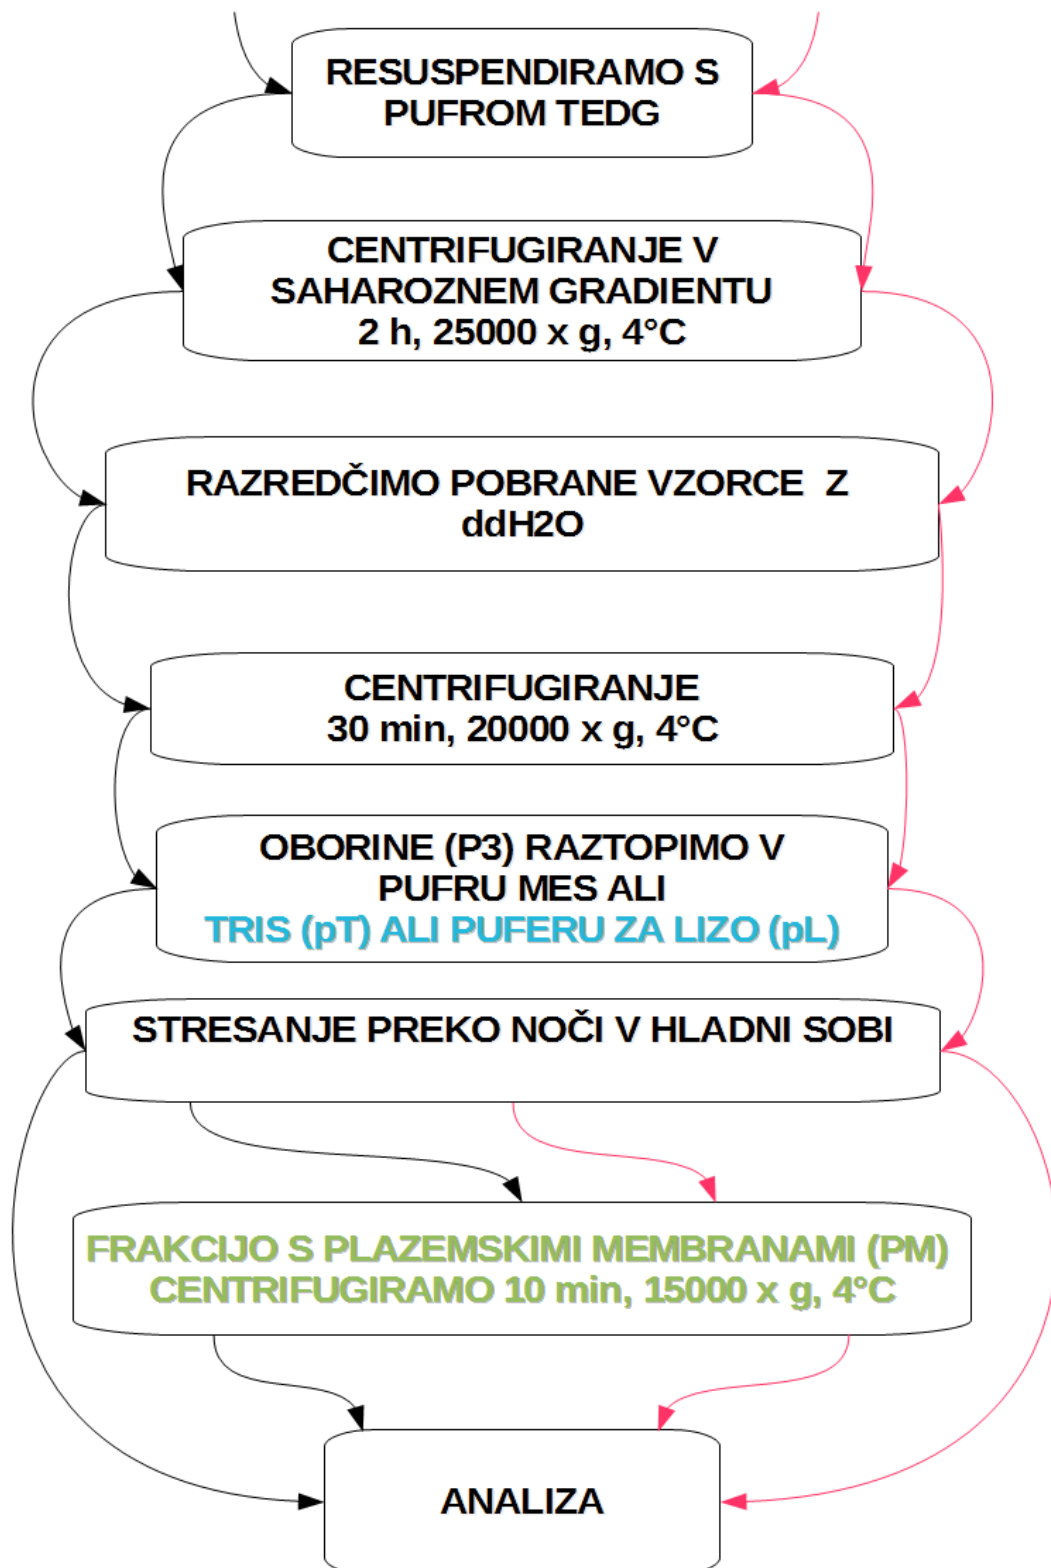 RESUSPENDIRAMO S
PUFROM TEDG
CENTRIFUGIRANJE V
SAHAROZNEM GRADIENTU
2 h, 25000 x g, 4°C
RAZREDČIMO POBRANE VZORCE Z
ddH2O
CENTRIFUGIRANJE
30 min, 20000 x g, 4°C
OBORINE (P3) RAZTOPIMO V
PUFRU MES ALI
TRIS (pT) ALI PUFERU ZA LIZO (pL)
STRESANJE PREKO NOČI V HLADNI SOBI
FRAKCIJO S PLAZEMSKIMI MEMBRANAMI (PM)
CENTRIFUGIRAMO 10 min, 15000 x g, 4°C
ANALIZA